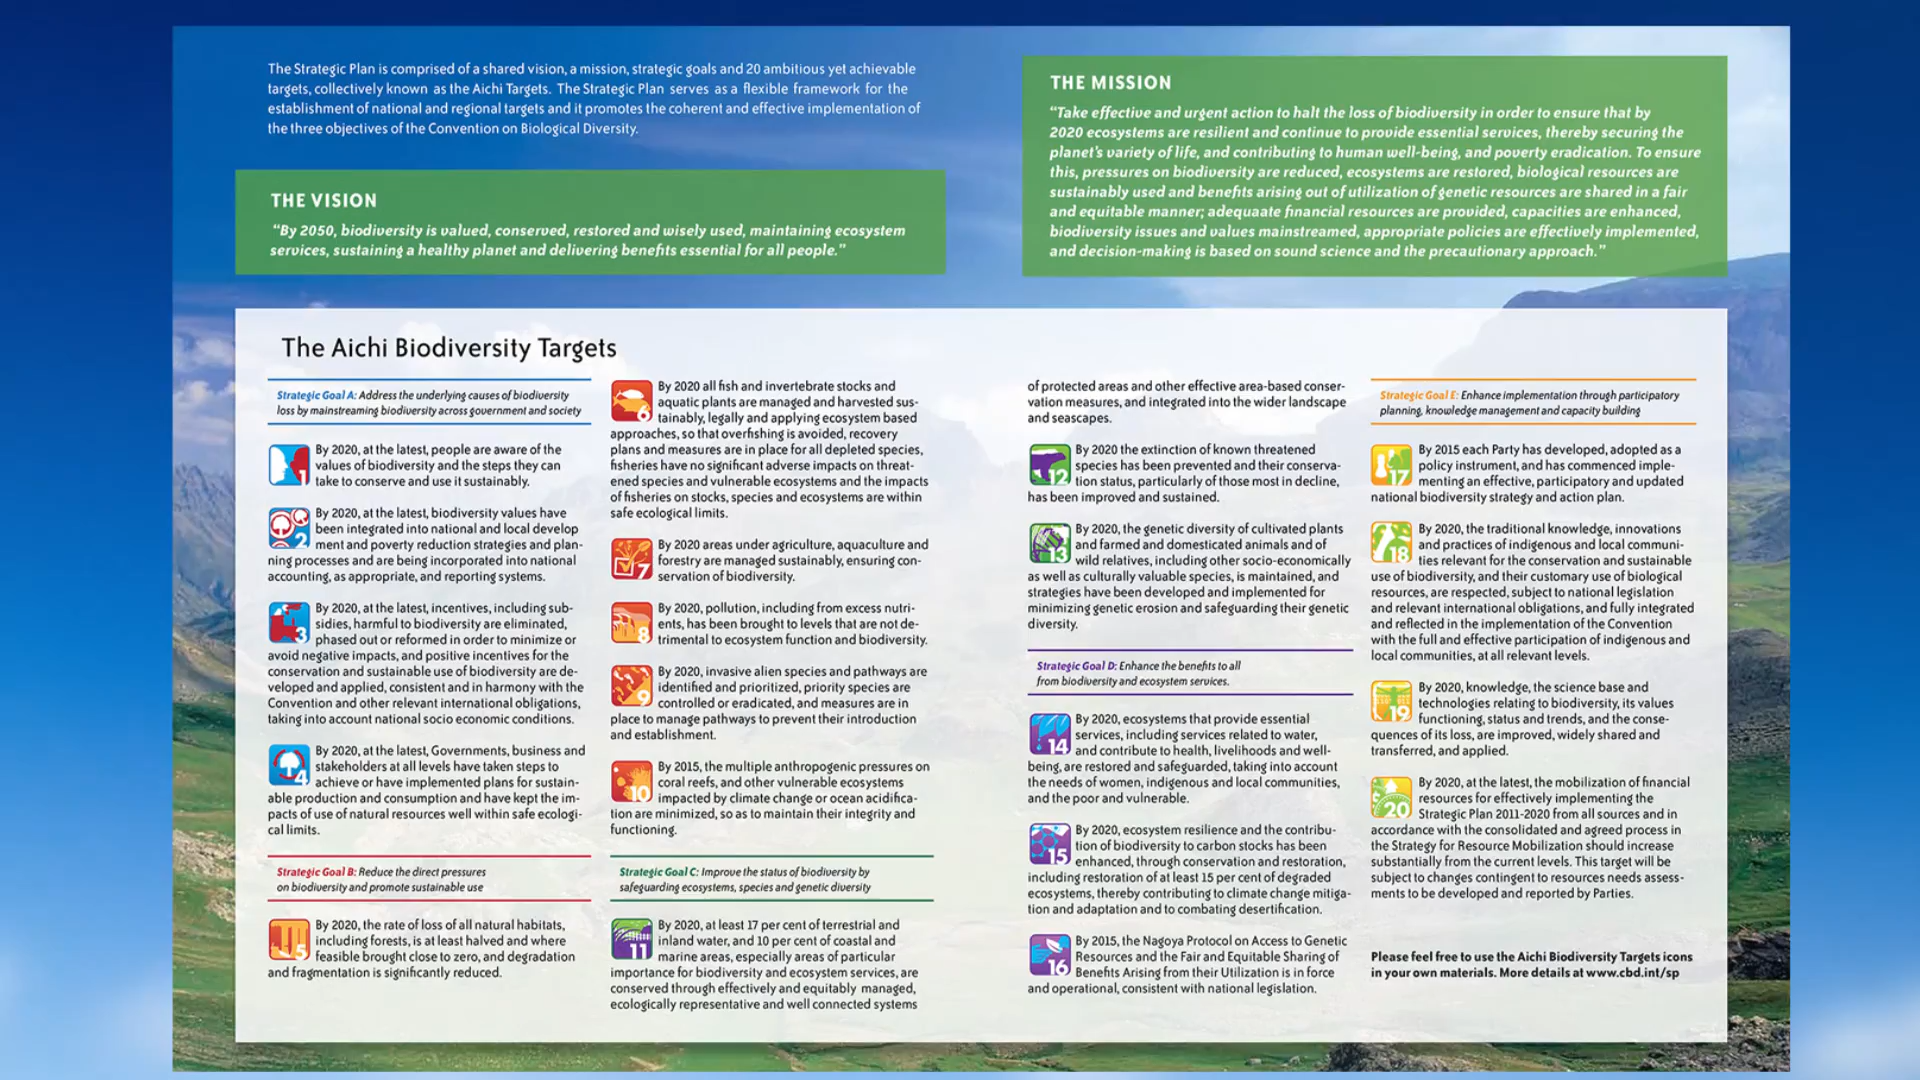 The Strategic Plan is comprised of a shared vision, a mission, strategic goals and 20 ambitious yet achievable
targets, collectively known as the Aichi Targets. The Strategic Plan serves as a flexible framework for the
establishment of national and regional targets and it promotes the coherent and effective implementation of
the three objectives of the Convention on Biological Diversity.
THE VISION
“By 2050, biodiversity is valued, conserved, restored and wisely used, maintaining ecosystem
services, sustaining a healthy planet and delivering benefits essential for all people.”
THE MISSION
“Take effective and urgent action to halt the loss of biodiversity in order to ensure that by
2020 ecosystems are resilient and continue to provide essential services, thereby securing the
planet’s variety of life, and contributing to human well-being, and poverty eradication. To ensure
this, pressures on biodiversity are reduced, ecosystems are restored, biological resources are
sustainably used and benefits arising out of utilization of genetic resources are shared in a fair
and equitable manner; adequaate financial resources are provided, capacities are enhanced,
biodiversity issues and values mainstreamed, appropriate policies are effectively implemented,
and decision-making is based on sound science and the precautionary approach.”
The Aichi Biodiversity Targets
Strategic Goal A: Address the underlying causes of biodiversity
loss by mainstreaming biodiversity across government and society
1
By 2020, at the latest, people are aware of the
values of biodiversity and the steps they can
take to conserve and use it sustainably.
2
By 2020, at the latest, biodiversity values have
been integrated into national and local develop
ment and poverty reduction strategies and plan-
ning processes and are being incorporated into national
accounting, as appropriate, and reporting systems.
3
By 2020, at the latest, incentives, including sub-
sidies, harmful to biodiversity are eliminated,
phased out or reformed in order to minimize or
avoid negative impacts, and positive incentives for the
conservation and sustainable use of biodiversity are de-
veloped and applied, consistent and in harmony with the
Convention and other relevant international obligations,
taking into account national socio economic conditions.
4
By 2020, at the latest, Governments, business and
stakeholders at all levels have taken steps to
achieve or have implemented plans for sustain-
able production and consumption and have kept the im-
pacts of use of natural resources well within safe ecologi-
cal limits.
Strategic Goal B: Reduce the direct pressures
on biodiversity and promote sustainable use
5
By 2020, the rate of loss of all natural habitats,
including forests, is at least halved and where
feasible brought close to zero, and degradation
and fragmentation is significantly reduced.
6
By 2020 all fish and invertebrate stocks and
aquatic plants are managed and harvested sus-
tainably, legally and applying ecosystem based
approaches, so that overfishing is avoided, recovery
plans and measures are in place for all depleted species,
fisheries have no significant adverse impacts on threat-
ened species and vulnerable ecosystems and the impacts
of fisheries on stocks, species and ecosystems are within
safe ecological limits.
7
By 2020 areas under agriculture, aquaculture and
forestry are managed sustainably, ensuring con-
servation of biodiversity.
8
By 2020, pollution, including from excess nutri-
ents, has been brought to levels that are not de-
trimental to ecosystem function and biodiversity.
9
By 2020, invasive alien species and pathways are
identified and prioritized, priority species are
controlled or eradicated, and measures are in
place to manage pathways to prevent their introduction
and establishment.
10
By 2015, the multiple anthropogenic pressures on
coral reefs, and other vulnerable ecosystems
impacted by climate change or ocean acidifica-
tion are minimized, so as to maintain their integrity and
functioning.
Strategic Goal C: Improve the status of biodiversity by
safeguarding ecosystems, species and genetic diversity
11
By 2020, at least 17 per cent of terrestrial and
inland water, and 10 per cent of coastal and
marine areas, especially areas of particular
importance for biodiversity and ecosystem services, are
conserved through effectively and equitably managed,
ecologically representative and well connected systems
of protected areas and other effective area-based conser-
vation measures, and integrated into the wider landscape
and seascapes.
12
By 2020 the extinction of known threatened
species has been prevented and their conserva-
tion status, particularly of those most in decline,
has been improved and sustained.
13
By 2020, the genetic diversity of cultivated plants
and farmed and domesticated animals and of
wild relatives, including other socio-economically
as well as culturally valuable species, is maintained, and
strategies have been developed and implemented for
minimizing genetic erosion and safeguarding their genetic
diversity.
Strategic Goal D: Enhance the benefits to all
from biodiversity and ecosystem services.
14
By 2020, ecosystems that provide essential
services, including services related to water,
and contribute to health, livelihoods and well-
being, are restored and safeguarded, taking into account
the needs of women, indigenous and local communities,
and the poor and vulnerable.
15
By 2020, ecosystem resilience and the contribu-
tion of biodiversity to carbon stocks has been
enhanced, through conservation and restoration,
including restoration of at least 15 per cent of degraded
ecosystems, thereby contributing to climate change mitiga-
tion and adaptation and to combating desertification.
16
By 2015, the Nagoya Protocol on Access to Genetic
Resources and the Fair and Equitable Sharing of
Benefits Arising from their Utilization is in force
and operational, consistent with national legislation.
Strategic Goal E: Enhance implementation through participatory
planning, knowledge management and capacity building
17
By 2015 each Party has developed, adopted as a
policy instrument, and has commenced imple-
menting an effective, participatory and updated
national biodiversity strategy and action plan.
18
By 2020, the traditional knowledge, innovations
and practices of indigenous and local communi-
ties relevant for the conservation and sustainable
use of biodiversity, and their customary use of biological
resources, are respected, subject to national legislation
and relevant international obligations, and fully integrated
and reflected in the implementation of the Convention
with the full and effective participation of indigenous and
local communities, at all relevant levels.
19
By 2020, knowledge, the science base and
technologies relating to biodiversity, its values
functioning, status and trends, and the conse-
quences of its loss, are improved, widely shared and
transferred, and applied.
20
By 2020, at the latest, the mobilization of financial
resources for effectively implementing the
Strategic Plan 2011-2020 from all sources and in
accordance with the consolidated and agreed process in
the Strategy for Resource Mobilization should increase
substantially from the current levels. This target will be
subject to changes contingent to resources needs assess-
ments to be developed and reported by Parties.
Please feel free to use the Aichi Biodiversity Targets icons
in your own materials. More details at www.cbd.int/sp